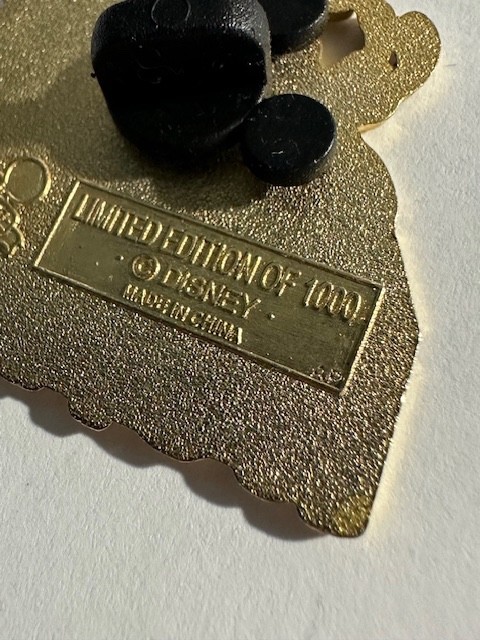 LIMITED EDITION OF 1000
© DISNEY
MADE IN CHINA